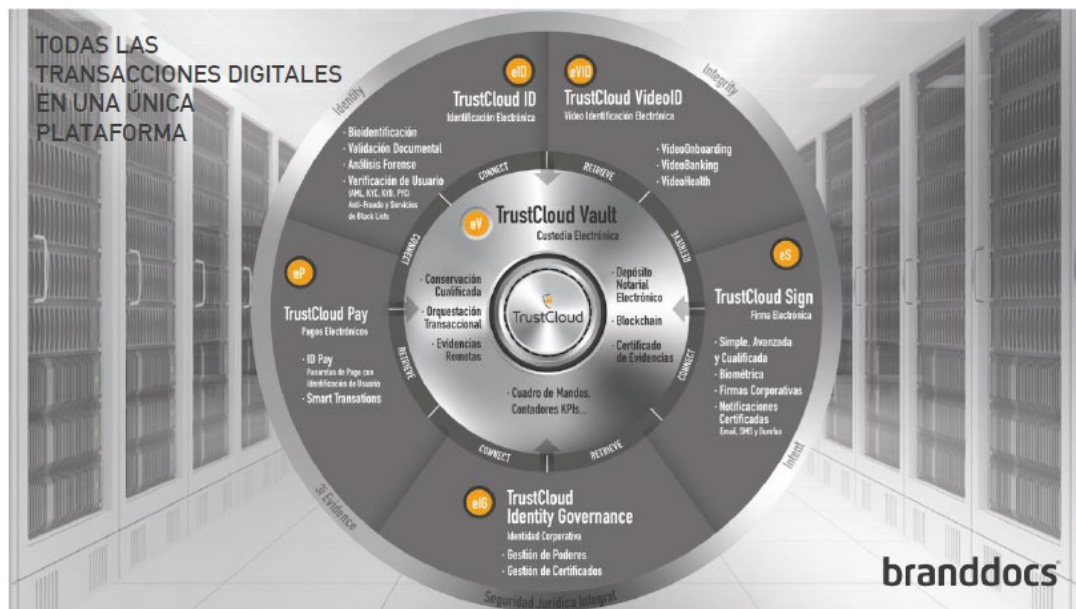 TODAS LAS
TRANSACCIONES DIGITALES
EN UNA ÚNICA
PLATAFORMA
Identity
Integrity
eID
TrustCloud ID
Identificación Electrónica
· Bioidentificación
· Validación Documental
· Análisis Forense
· Verificación de Usuario
(AML, KYC, KYB, PYC)
Anti-Fraude y Servicios
de Black Lists
eVID
TrustCloud VideoID
Vídeo Identificación Electrónica
· VideoOnboarding
· VideoBanking
· VideoHealth
CONNECT
RETRIEVE
CONNECT
RETRIEVE
eV
TrustCloud Vault
Custodia Electrónica
· Conservación
Cualificada
· Orquestación
Transaccional
· Evidencias
Remotas
TrustCloud
· Depósito
Notarial
Electrónico
· Blockchain
· Certificado
de Evidencias
· Cuadro de Mandos,
Contadores KPIs...
eP
TrustCloud Pay
Pagos Electrónicos
· ID Pay
Pasarelas de Pago con
Identificación de Usuario
· Smart Transations
eS
TrustCloud Sign
Firma Electrónica
· Simple, Avanzada
y Cualificada
· Biométrica
· Firmas Corporativas
· Notificaciones
Certificadas
Email, SMS y Burofax
RETRIEVE
CONNECT
CONNECT
RETRIEVE
eIG
TrustCloud
Identity Governance
Identidad Corporativa
· Gestión de Poderes
· Gestión de Certificados
3i Evidence
Intent
Seguridad Jurídica Integral
branddocs